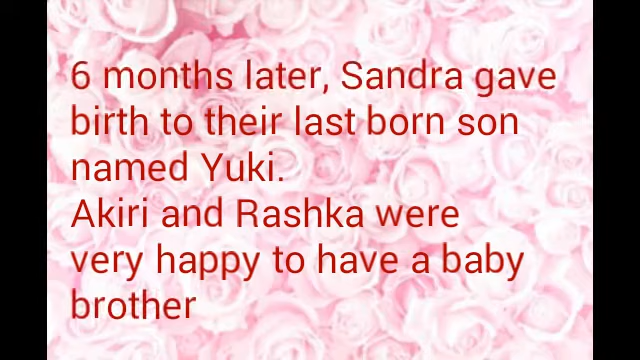 6 months later, Sandra gave
birth to their last born son
named Yuki.
Akiri and Rashka were
very happy to have a baby
brother